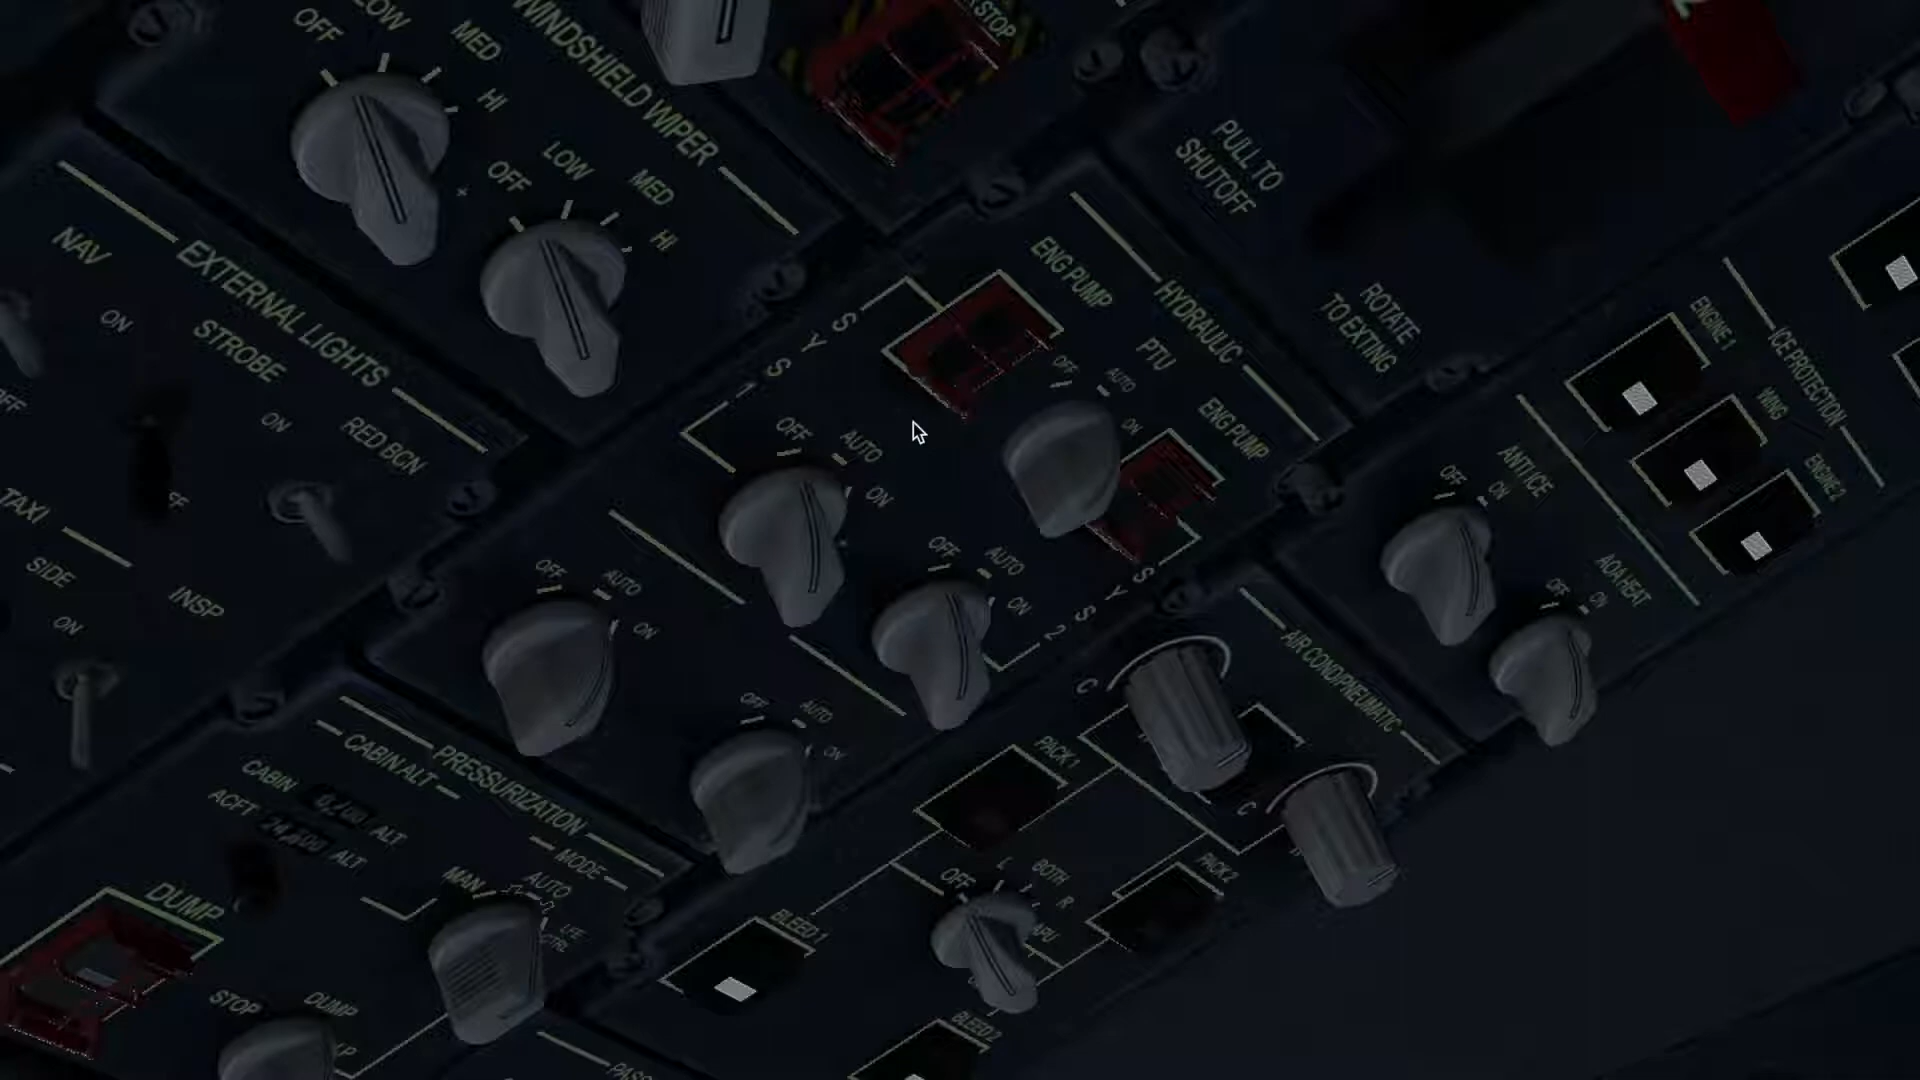 OFF
LOW
MED
HI
WINDSHIELD WIPER
OFF
LOW
MED
HI
STOP
PULL TO
SHUTOFF
ROTATE
TO EXTING
NAV
ON
EXTERNAL LIGHTS
STROBE
ON
RED BCN
TAXI
SIDE
ON
INSP
HYDRAULIC
ENG PUMP
PTU
ENG PUMP
SYS 1
SYS 2
OFF
AUTO
ON
OFF
AUTO
ON
OFF
AUTO
ON
OFF
AUTO
ON
OFF
AUTO
ON
ICE PROTECTION
ENGINE 1
WING
ENGINE 2
ANTI ICE
OFF
ON
AOA HEAT
OFF
ON
AIR COND/PNEUMATIC
C
C
PACK 1
PACK 2
OFF
L
BOTH
R
APU
BLEED 1
BLEED 2
PRESSURIZATION
CABIN ALT
CABIN
ALT
ACFT
ALT
MODE
MAN
AUTO
LFE
CTRL
DUMP
STOP
DUMP